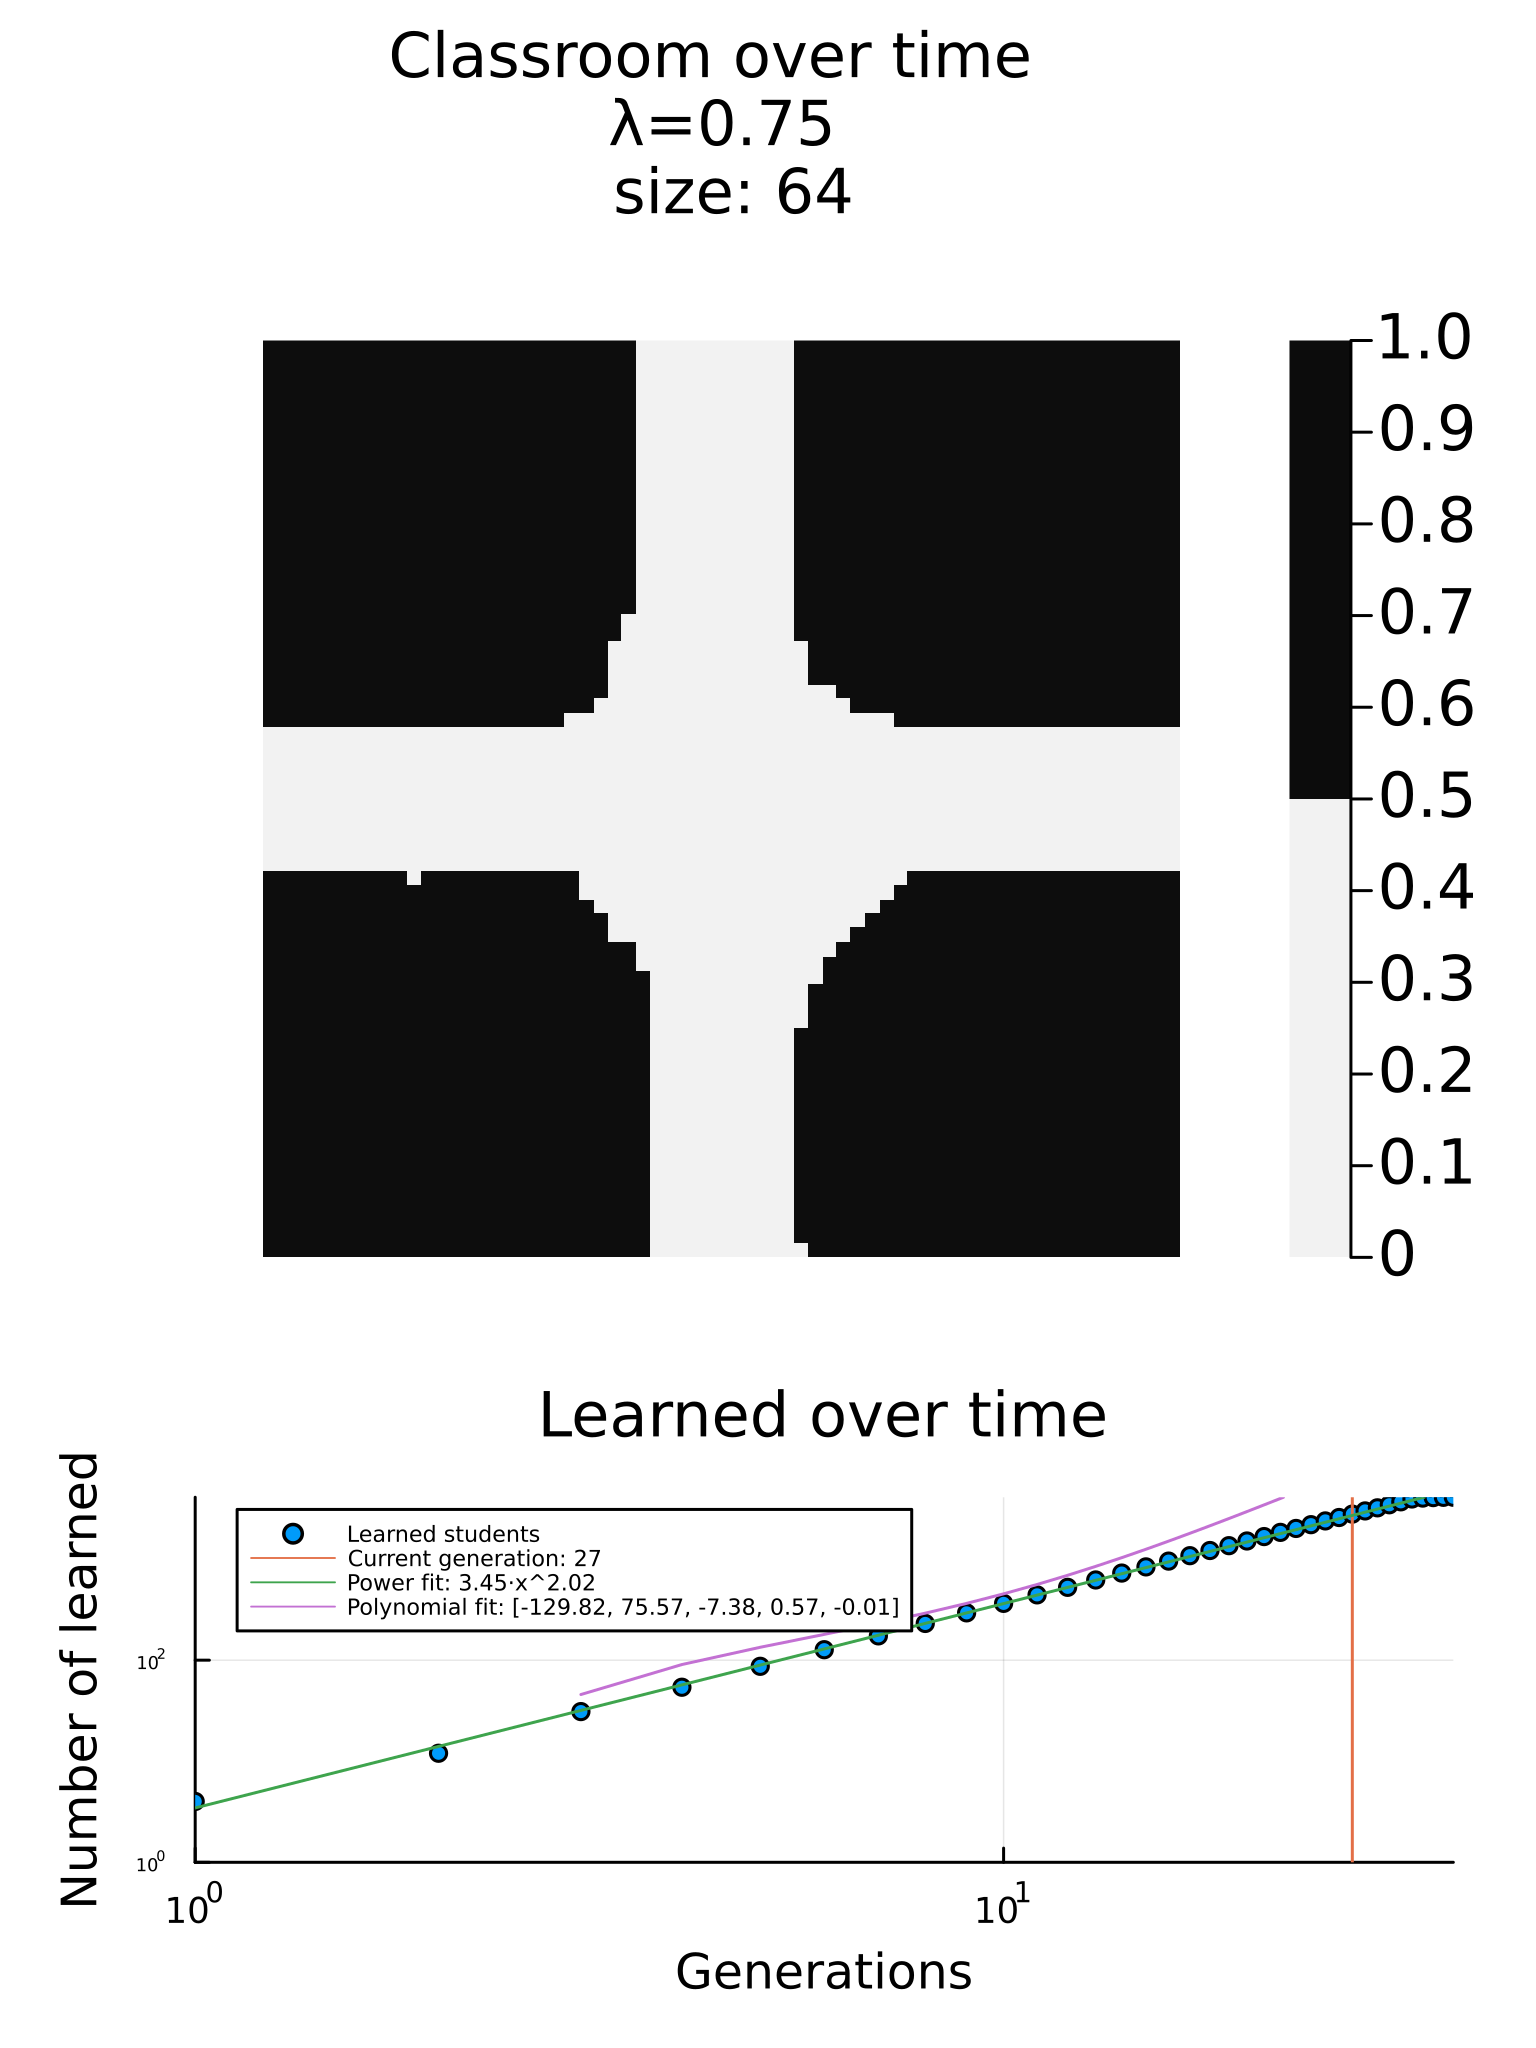 Classroom over time
λ=0.75
size: 64
1.0
0.9
0.8
0.7
0.6
0.5
0.4
0.3
0.2
0.1
0
Learned over time
Number of learned
Learned students
Current generation: 27
Power fit: 3.45·x^2.02
Polynomial fit: [-129.82, 75.57, -7.38, 0.57, -0.01]
10²
10⁰
10⁰ 10¹
Generations